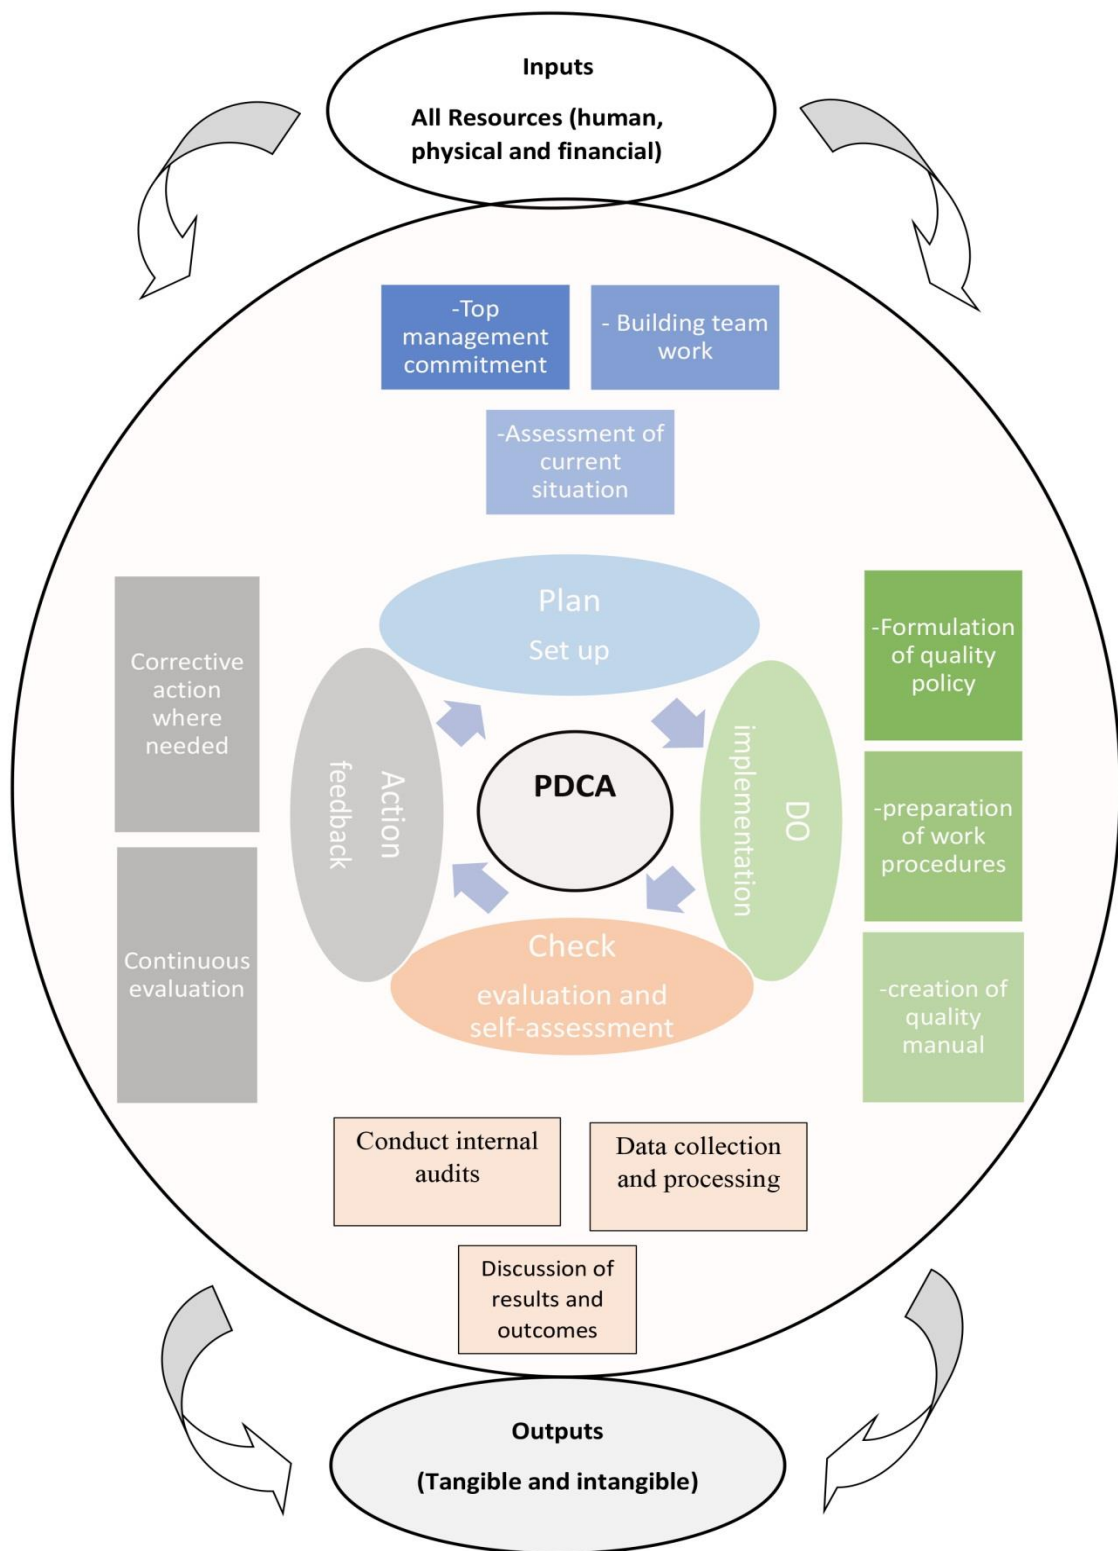 Inputs
All Resources (human,
physical and financial)
-Top
management
commitment
- Building team
work
-Assessment of
current
situation
Plan
Set up
Corrective
action
where
needed
Continuous
evaluation
Action
feedback
PDCA
DO
implementation
-Formulation
of quality
policy
-preparation
of work
procedures
-creation of
quality
manual
Check
evaluation and
self-assessment
Conduct internal
audits
Data collection
and processing
Discussion of
results and
outcomes
Outputs
(Tangible and intangible)